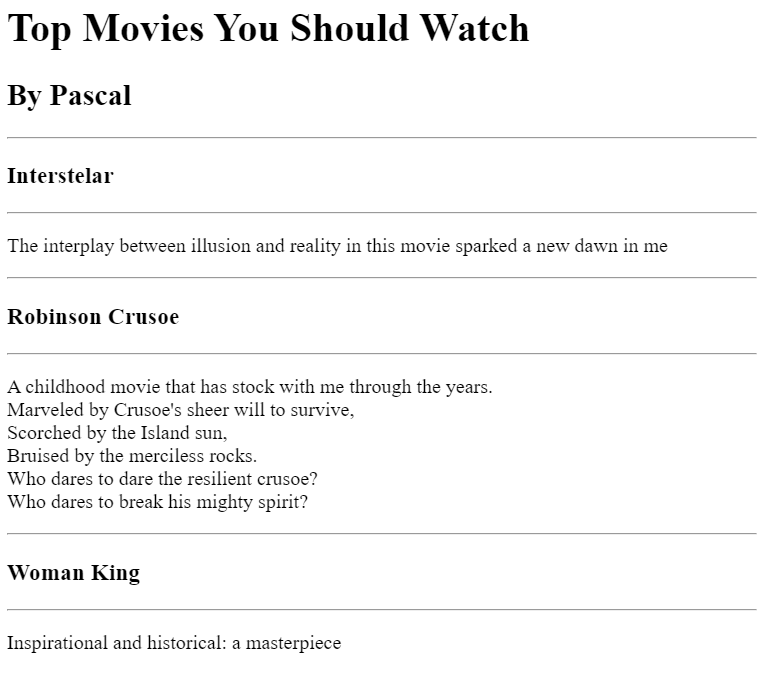 Top Movies You Should Watch
By Pascal
Interstelar
The interplay between illusion and reality in this movie sparked a new dawn in me
Robinson Crusoe
A childhood movie that has stock with me through the years.
Marveled by Crusoe's sheer will to survive,
Scorched by the Island sun,
Bruised by the merciless rocks.
Who dares to dare the resilient crusoe?
Who dares to break his mighty spirit?
Woman King
Inspirational and historical: a masterpiece